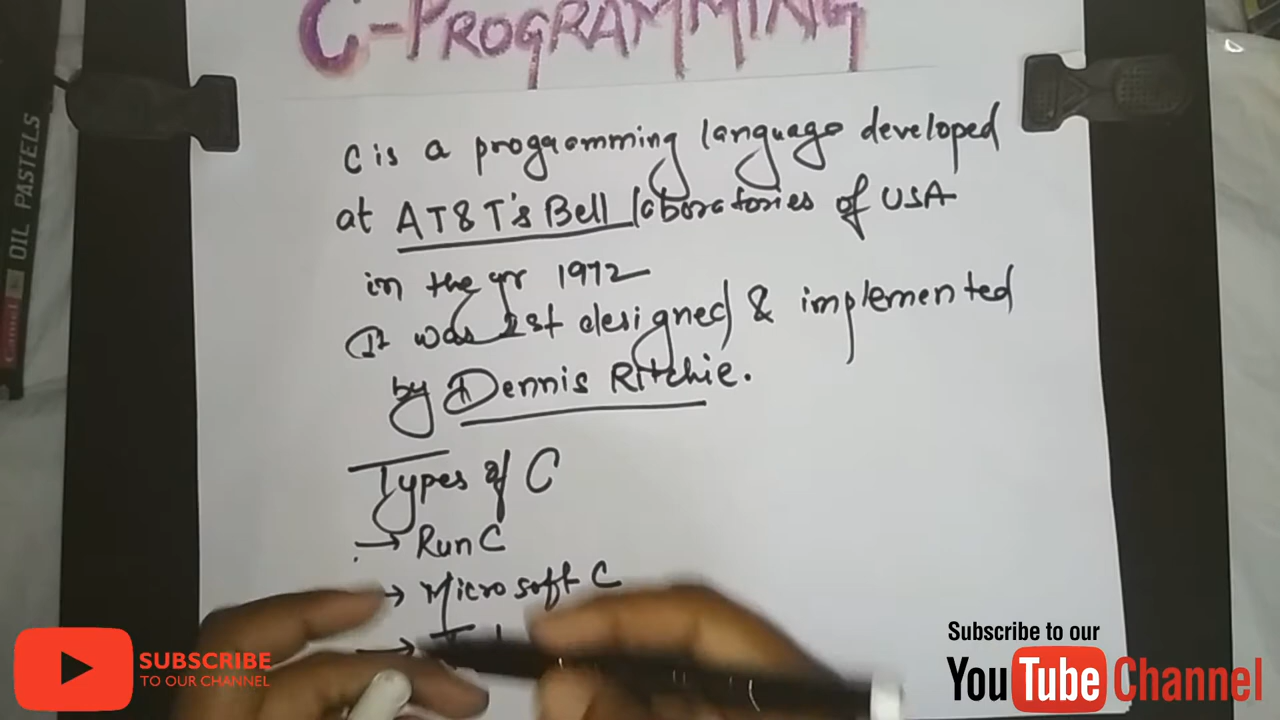 C-PROGRAMMING
C is a programming language developed
at AT&T's Bell laboratories of USA
in the yr 1972
It was 1st designed & implemented
by Dennis Ritchie.
Types of C
→ Run C
→ Microsoft C
→
OIL PASTELS
Camel
SUBSCRIBE
TO OUR CHANNEL
Subscribe to our
YouTube Channel